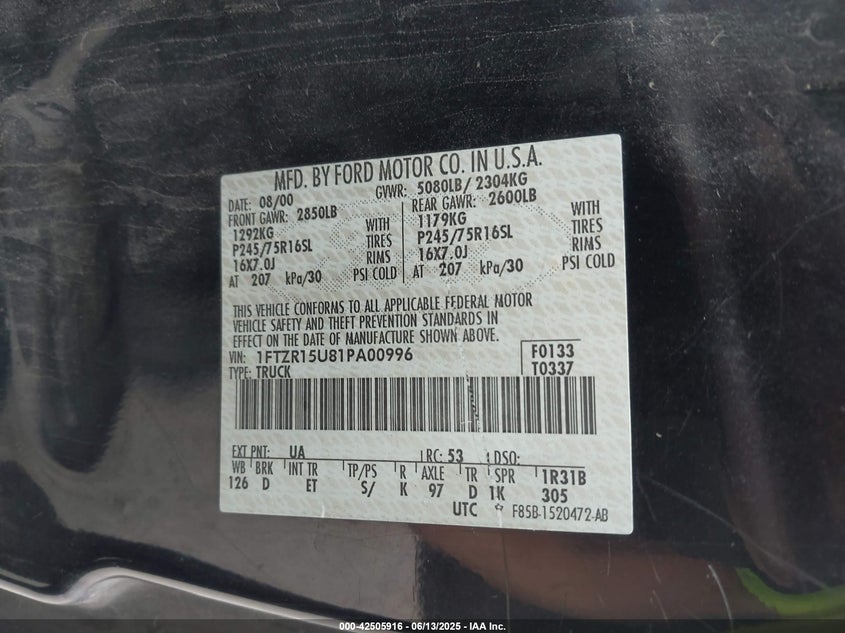 MFD. BY FORD MOTOR CO. IN U.S.A.
DATE: 08/00 GVWR: 5080LB/ 2304KG
FRONT GAWR: 2850LB REAR GAWR: 2600LB
1292KG WITH 1179KG WITH
P245/75R16SL TIRES P245/75R16SL TIRES
16X7.0J RIMS 16X7.0J RIMS
AT 207 kPa/30 PSI COLD AT 207 kPa/30 PSI COLD
THIS VEHICLE CONFORMS TO ALL APPLICABLE FEDERAL MOTOR
VEHICLE SAFETY AND THEFT PREVENTION STANDARDS IN
EFFECT ON THE DATE OF MANUFACTURE SHOWN ABOVE.
VIN: 1FTZR15U81PA00996 F0133
TYPE: TRUCK T0337
EXT PNT: UA RC: 53 DSO:
WB BRK INT TR TP/PS R AXLE TR SPR 1R31B
126 D ET S/ K 97 D 1K 305
UTC F85B-1520472-AB
000-42505916 - 06/13/2025 - IAA Inc.